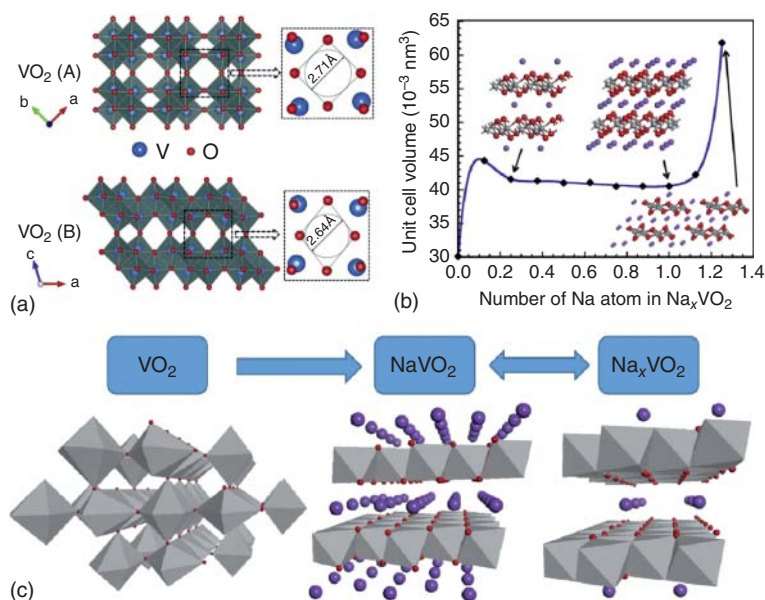 VO₂ (A)
b
a
2.71Å
V
O
VO₂ (B)
c
a
2.64Å
(a)
Unit cell volume (10⁻³ nm³)
65
60
55
50
45
40
35
30
0.0
0.2
0.4
0.6
0.8
1.0
1.2
1.4
Number of Na atom in NaₓVO₂
(b)
VO₂
NaVO₂
NaₓVO₂
(c)